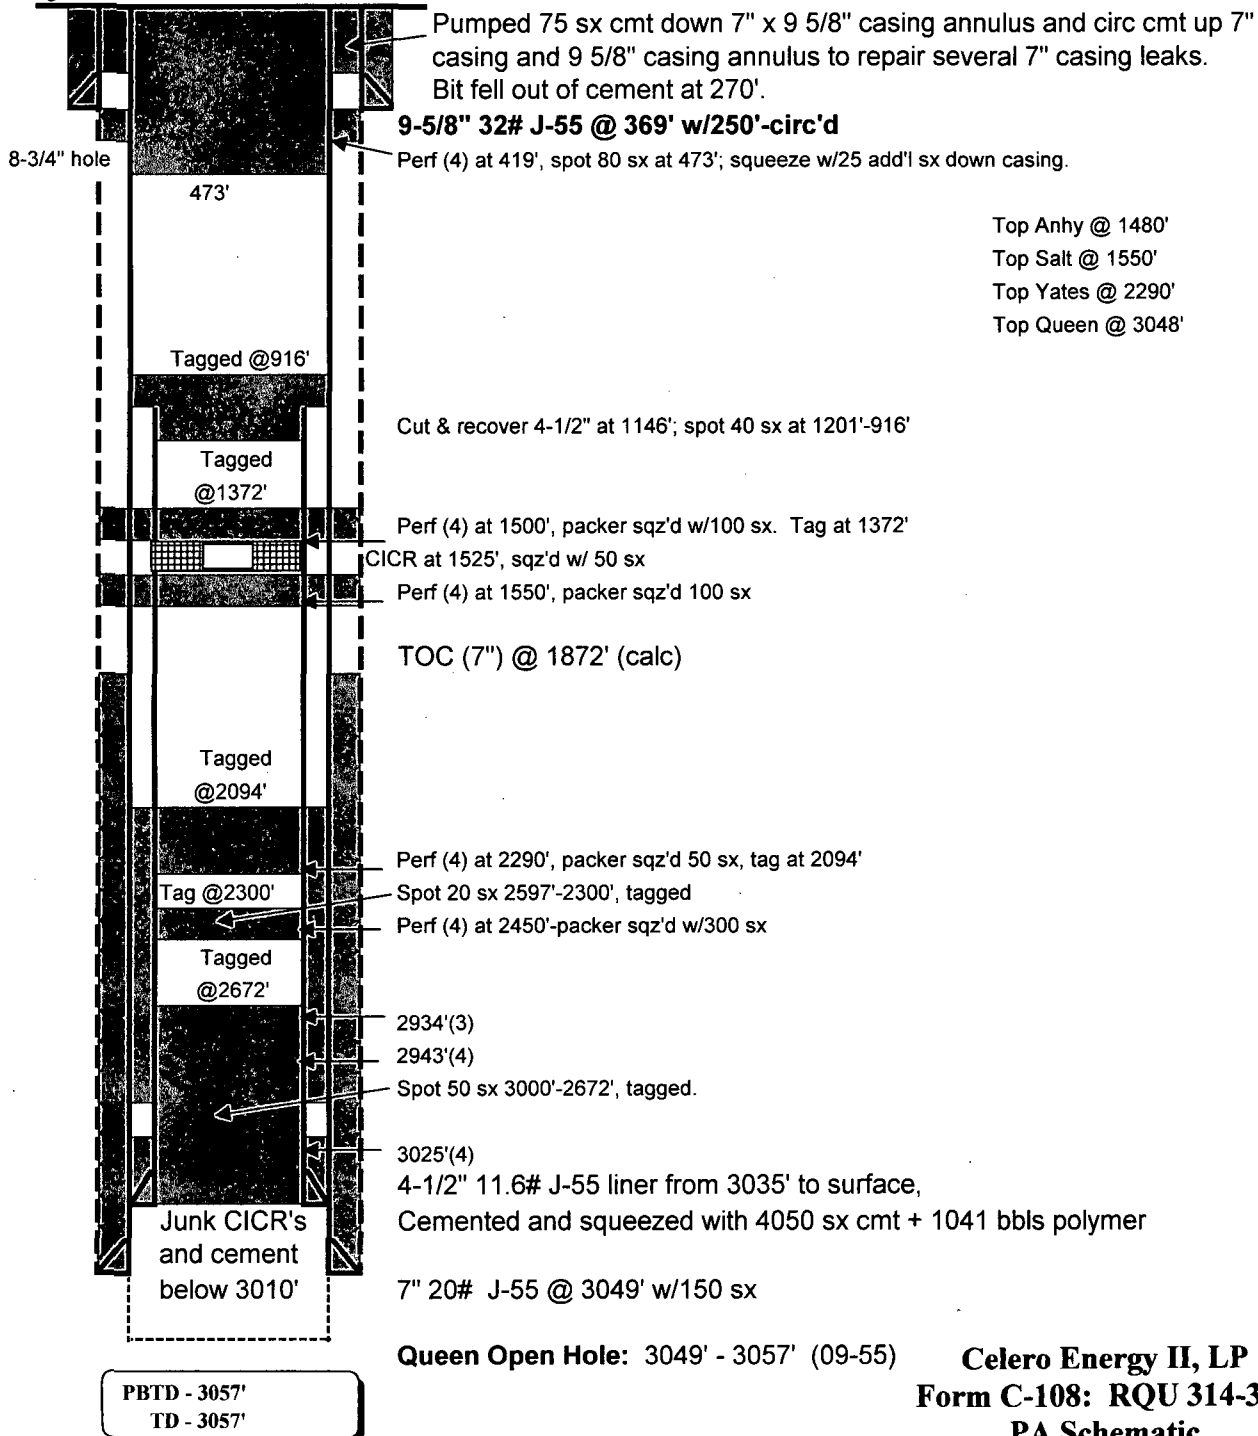 Pumped 75 sx cmt down 7" x 9 5/8" casing annulus and circ cmt up 7"
casing and 9 5/8" casing annulus to repair several 7" casing leaks.
Bit fell out of cement at 270'.
9-5/8" 32# J-55 @ 369' w/250'-circ'd
8-3/4" hole
Perf (4) at 419', spot 80 sx at 473'; squeeze w/25 add'l sx down casing.
473'
Top Anhy @ 1480'
Top Salt @ 1550'
Top Yates @ 2290'
Top Queen @ 3048'
Tagged @916'
Cut & recover 4-1/2" at 1146'; spot 40 sx at 1201'-916'
Tagged
@1372'
Perf (4) at 1500', packer sqz'd w/100 sx. Tag at 1372'
CICR at 1525', sqz'd w/ 50 sx
Perf (4) at 1550', packer sqz'd 100 sx
TOC (7") @ 1872' (calc)
Tagged
@2094'
Perf (4) at 2290', packer sqz'd 50 sx, tag at 2094'
Tag @2300'
Spot 20 sx 2597'-2300', tagged
Perf (4) at 2450'-packer sqz'd w/300 sx
Tagged
@2672'
2934'(3)
2943'(4)
Spot 50 sx 3000'-2672', tagged.
3025'(4)
4-1/2" 11.6# J-55 liner from 3035' to surface,
Cemented and squeezed with 4050 sx cmt + 1041 bbls polymer
Junk CICR's
and cement
below 3010'
7" 20# J-55 @ 3049' w/150 sx
Queen Open Hole: 3049' - 3057' (09-55)
PBTD - 3057'
TD - 3057'
Celero Energy II, LP
Form C-108: RQU 314-3
PA Schematic